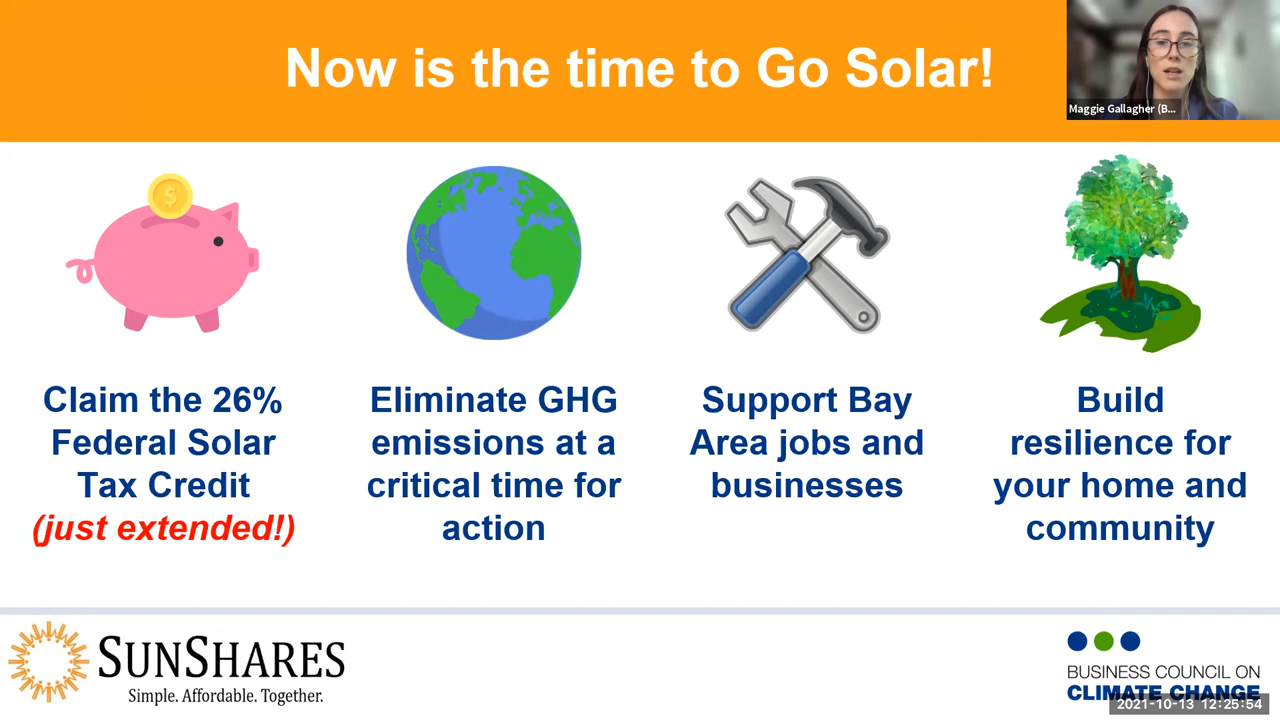 Now is the time to Go Solar!
Maggie Gallagher (B...
$
Claim the 26%
Federal Solar
Tax Credit
(just extended!)
Eliminate GHG
emissions at a
critical time for
action
Support Bay
Area jobs and
businesses
Build
resilience for
your home and
community
SUNSHARES
Simple. Affordable. Together.
BUSINESS COUNCIL ON
CLIMATE CHANGE
2021-10-13 12:25:54